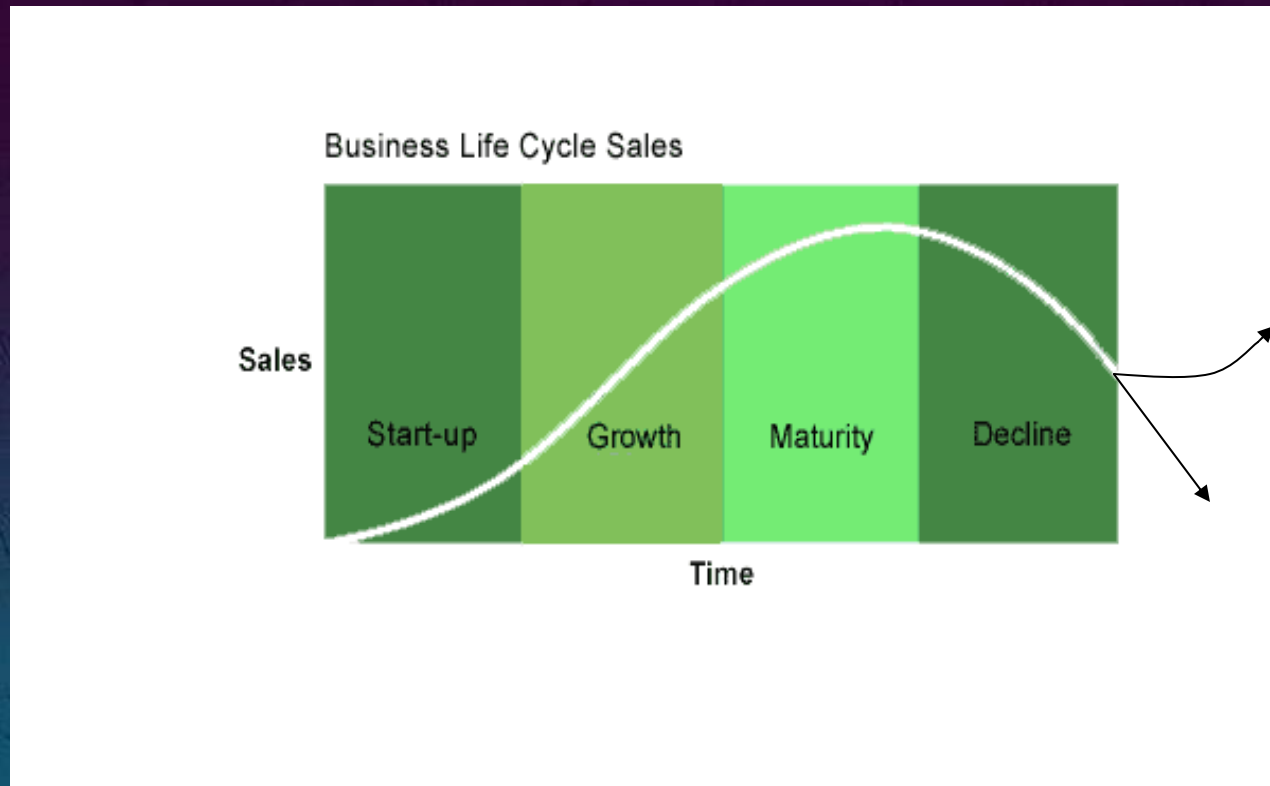 Business Life Cycle Sales
Sales
Start-up
Growth
Maturity
Decline
Time